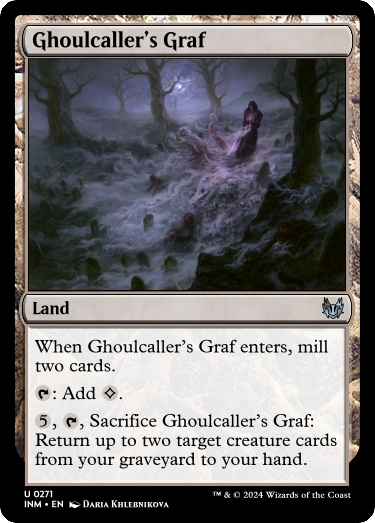 Ghoulcaller's Graf
Land
When Ghoulcaller's Graf enters, mill
two cards.
: Add .
5, , Sacrifice Ghoulcaller's Graf:
Return up to two target creature cards
from your graveyard to your hand.
U 0271
INM • EN Daria Khlebnikova
™ & © 2024 Wizards of the Coast